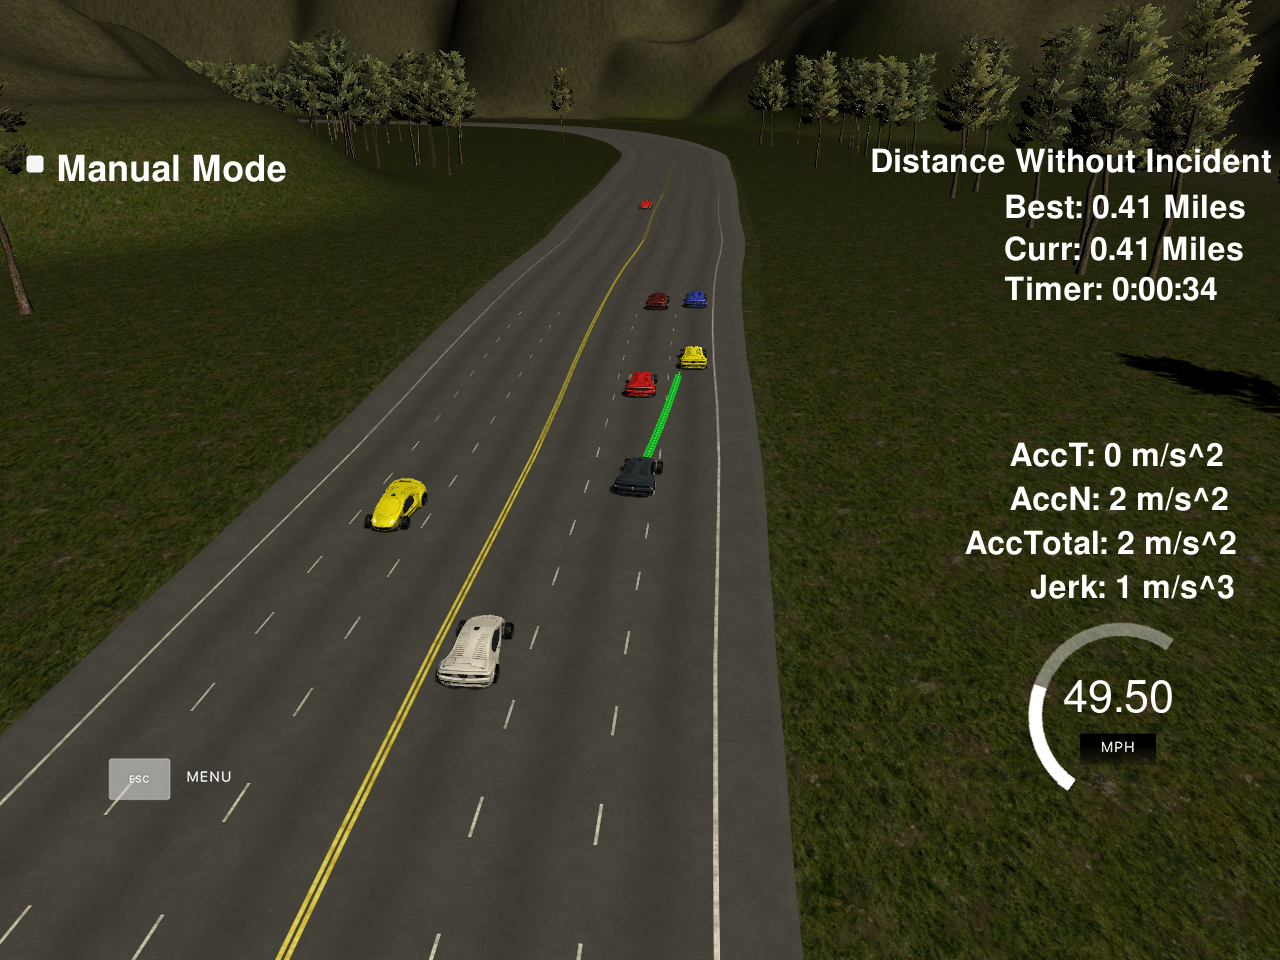 Manual Mode
Distance Without Incident
Best: 0.41 Miles
Curr: 0.41 Miles
Timer: 0:00:34
AccT: 0 m/s^2
AccN: 2 m/s^2
AccTotal: 2 m/s^2
Jerk: 1 m/s^3
49.50
MPH
ESC MENU